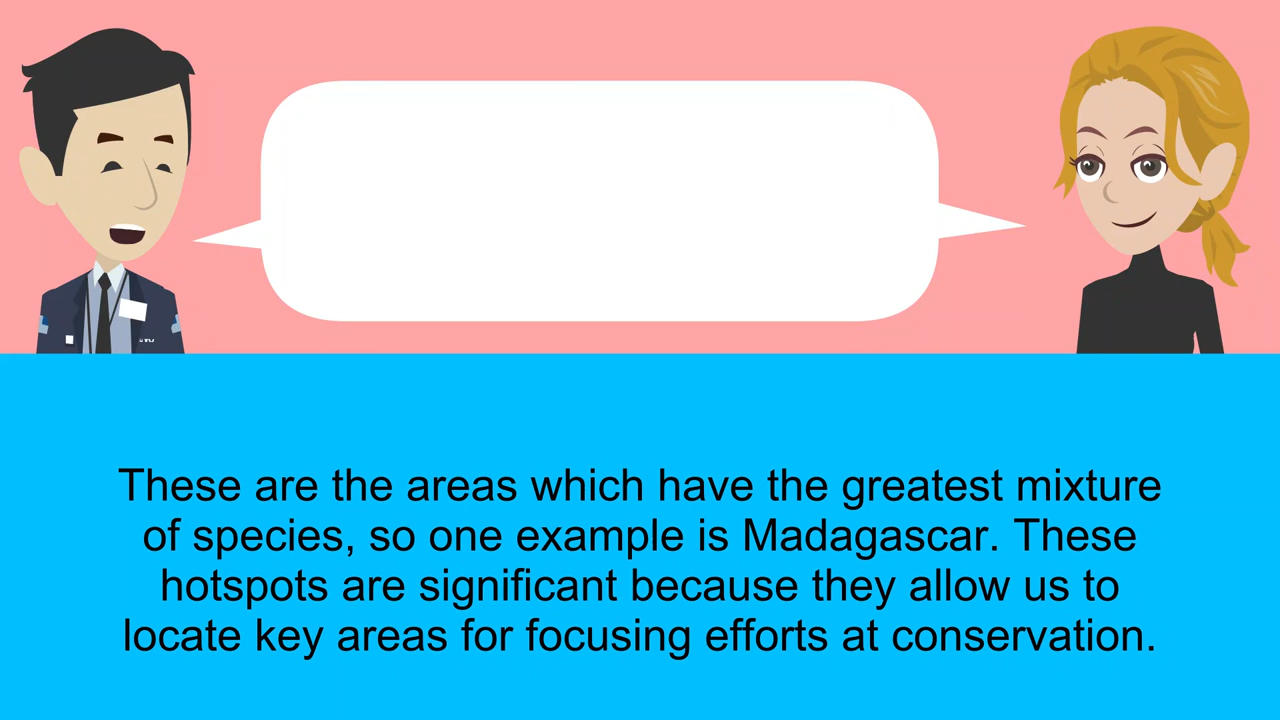 These are the areas which have the greatest mixture
of species, so one example is Madagascar. These
hotspots are significant because they allow us to
locate key areas for focusing efforts at conservation.